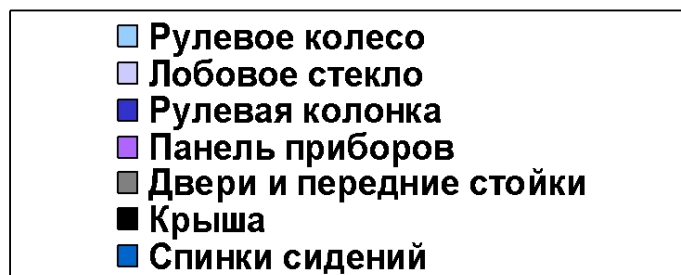 Рулевое колесо
Лобовое стекло
Рулевая колонка
Панель приборов
Двери и передние стойки
Крыша
Спинки сидений